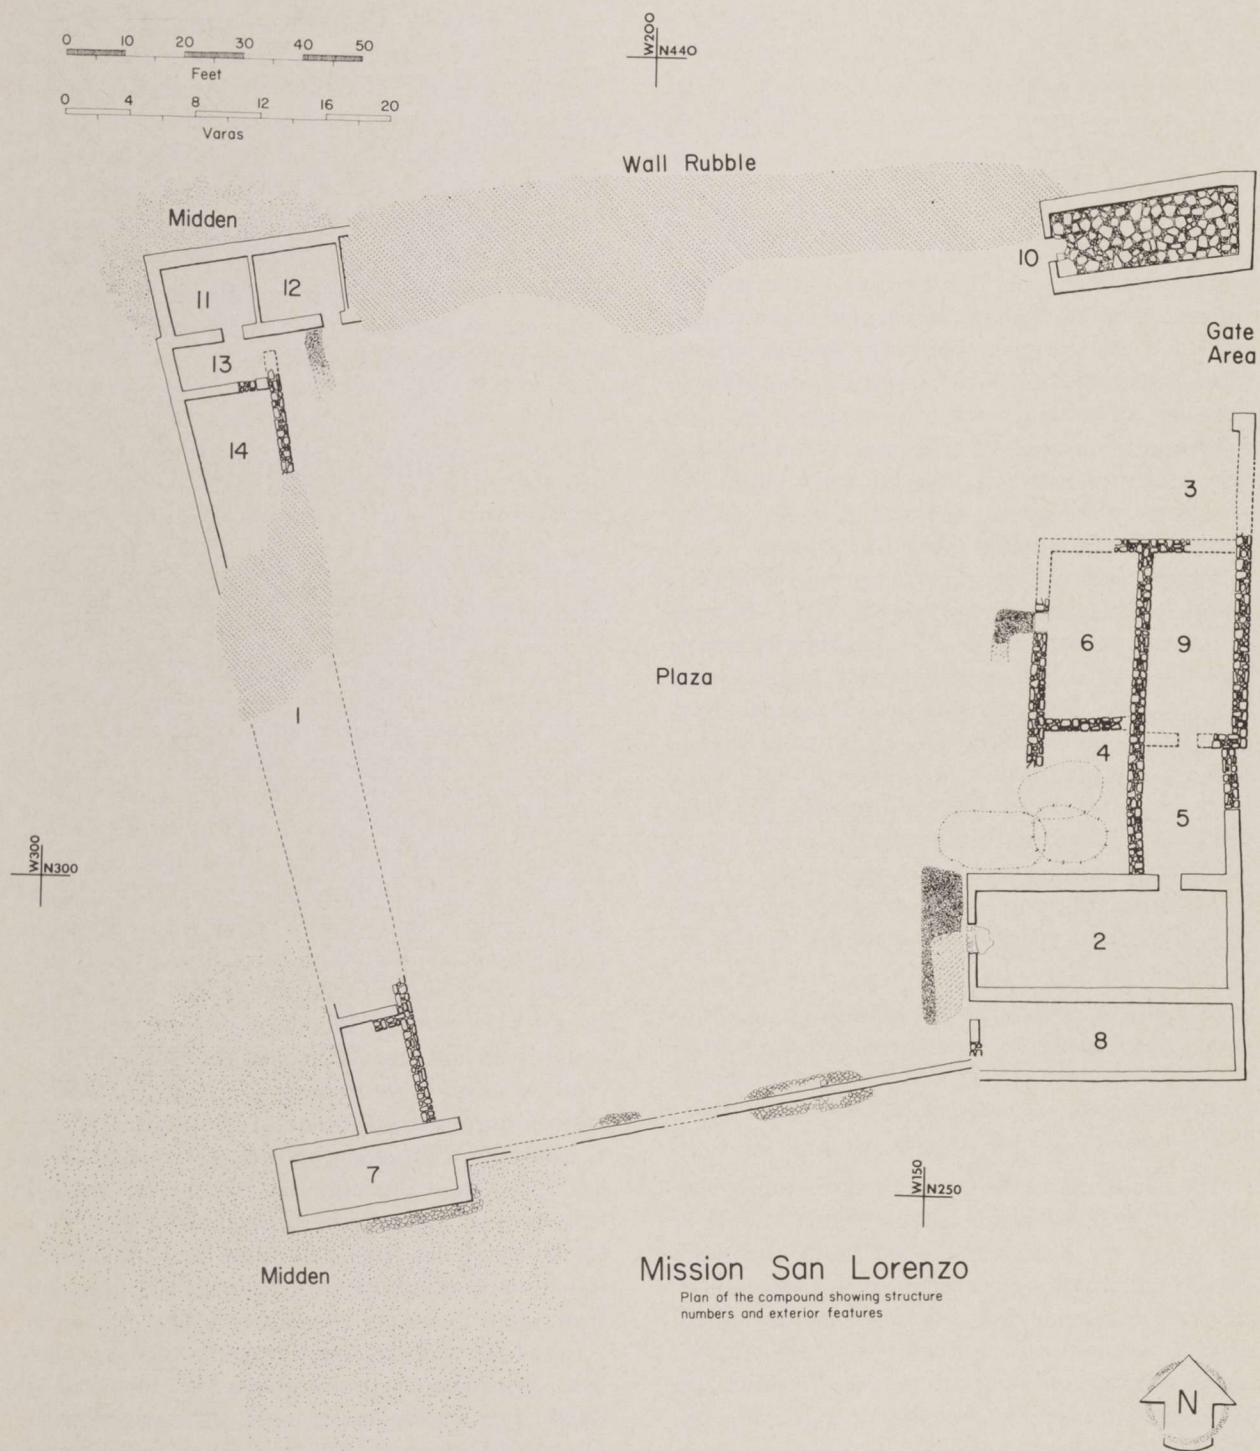 0 10 20 30 40 50
Feet
0 4 8 12 16 20
Varas
W200
N440
Wall Rubble
Midden
10
11
12
Gate
Area
13
14
3
6
9
Plaza
1
4
5
W300
N300
2
8
7
W150
N250
Midden
Mission San Lorenzo
Plan of the compound showing structure
numbers and exterior features
N